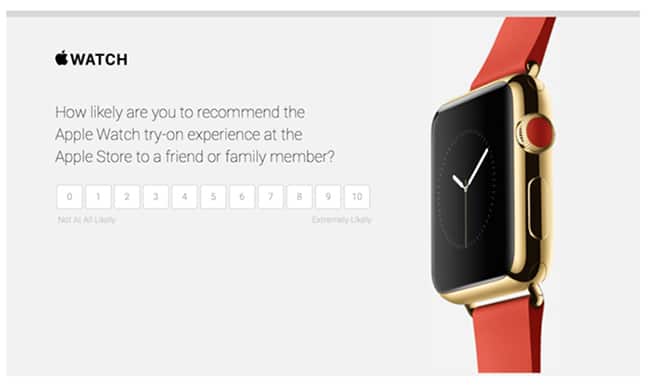 WATCH
How likely are you to recommend the
Apple Watch try-on experience at the
Apple Store to a friend or family member?
0 1 2 3 4 5 6 7 8 9 10
Not At All Likely Extremely Likely